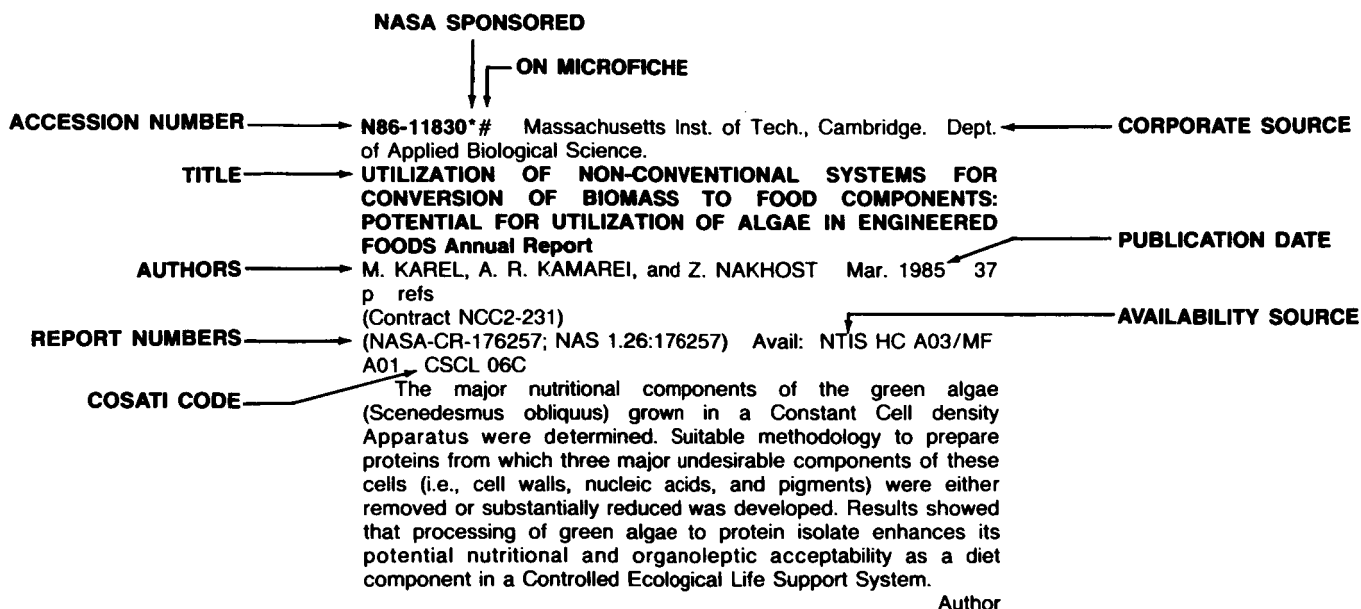 NASA SPONSORED
ON MICROFICHE
ACCESSION NUMBER
N86-11830*# Massachusetts Inst. of Tech., Cambridge. Dept.
CORPORATE SOURCE
of Applied Biological Science.
TITLE
UTILIZATION OF NON-CONVENTIONAL SYSTEMS FOR
CONVERSION OF BIOMASS TO FOOD COMPONENTS:
POTENTIAL FOR UTILIZATION OF ALGAE IN ENGINEERED
FOODS Annual Report
PUBLICATION DATE
AUTHORS
M. KAREL, A. R. KAMAREI, and Z. NAKHOST Mar. 1985 37
p refs
(Contract NCC2-231)
AVAILABILITY SOURCE
REPORT NUMBERS
(NASA-CR-176257; NAS 1.26:176257) Avail: NTIS HC A03/MF
A01 CSCL 06C
COSATI CODE
The major nutritional components of the green algae
(Scenedesmus obliquus) grown in a Constant Cell density
Apparatus were determined. Suitable methodology to prepare
proteins from which three major undesirable components of these
cells (i.e., cell walls, nucleic acids, and pigments) were either
removed or substantially reduced was developed. Results showed
that processing of green algae to protein isolate enhances its
potential nutritional and organoleptic acceptability as a diet
component in a Controlled Ecological Life Support System.
Author